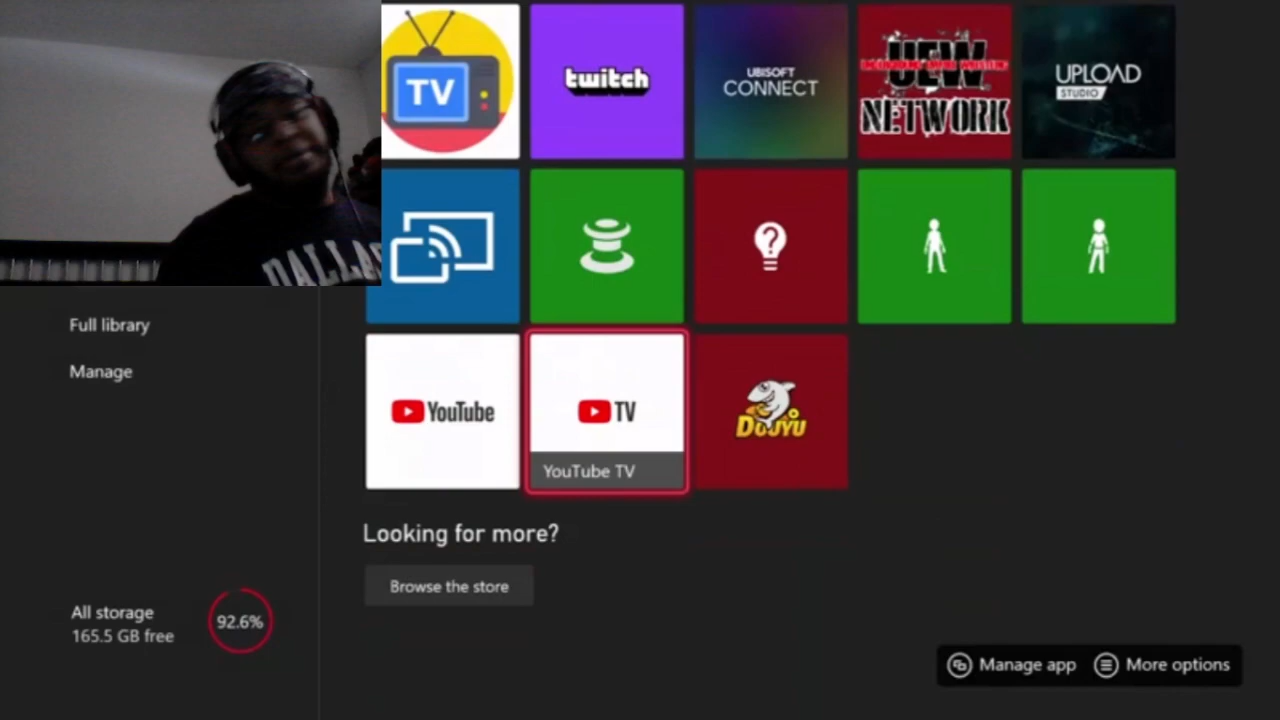 TV
twitch
UBISOFT
CONNECT
UEW
NETWORK
UPLOAD
STUDIO
DALLA
Full library
Manage
YouTube
TV
YouTube TV
DOUYU
Looking for more?
Browse the store
All storage
165.5 GB free
92.6%
Manage app
More options